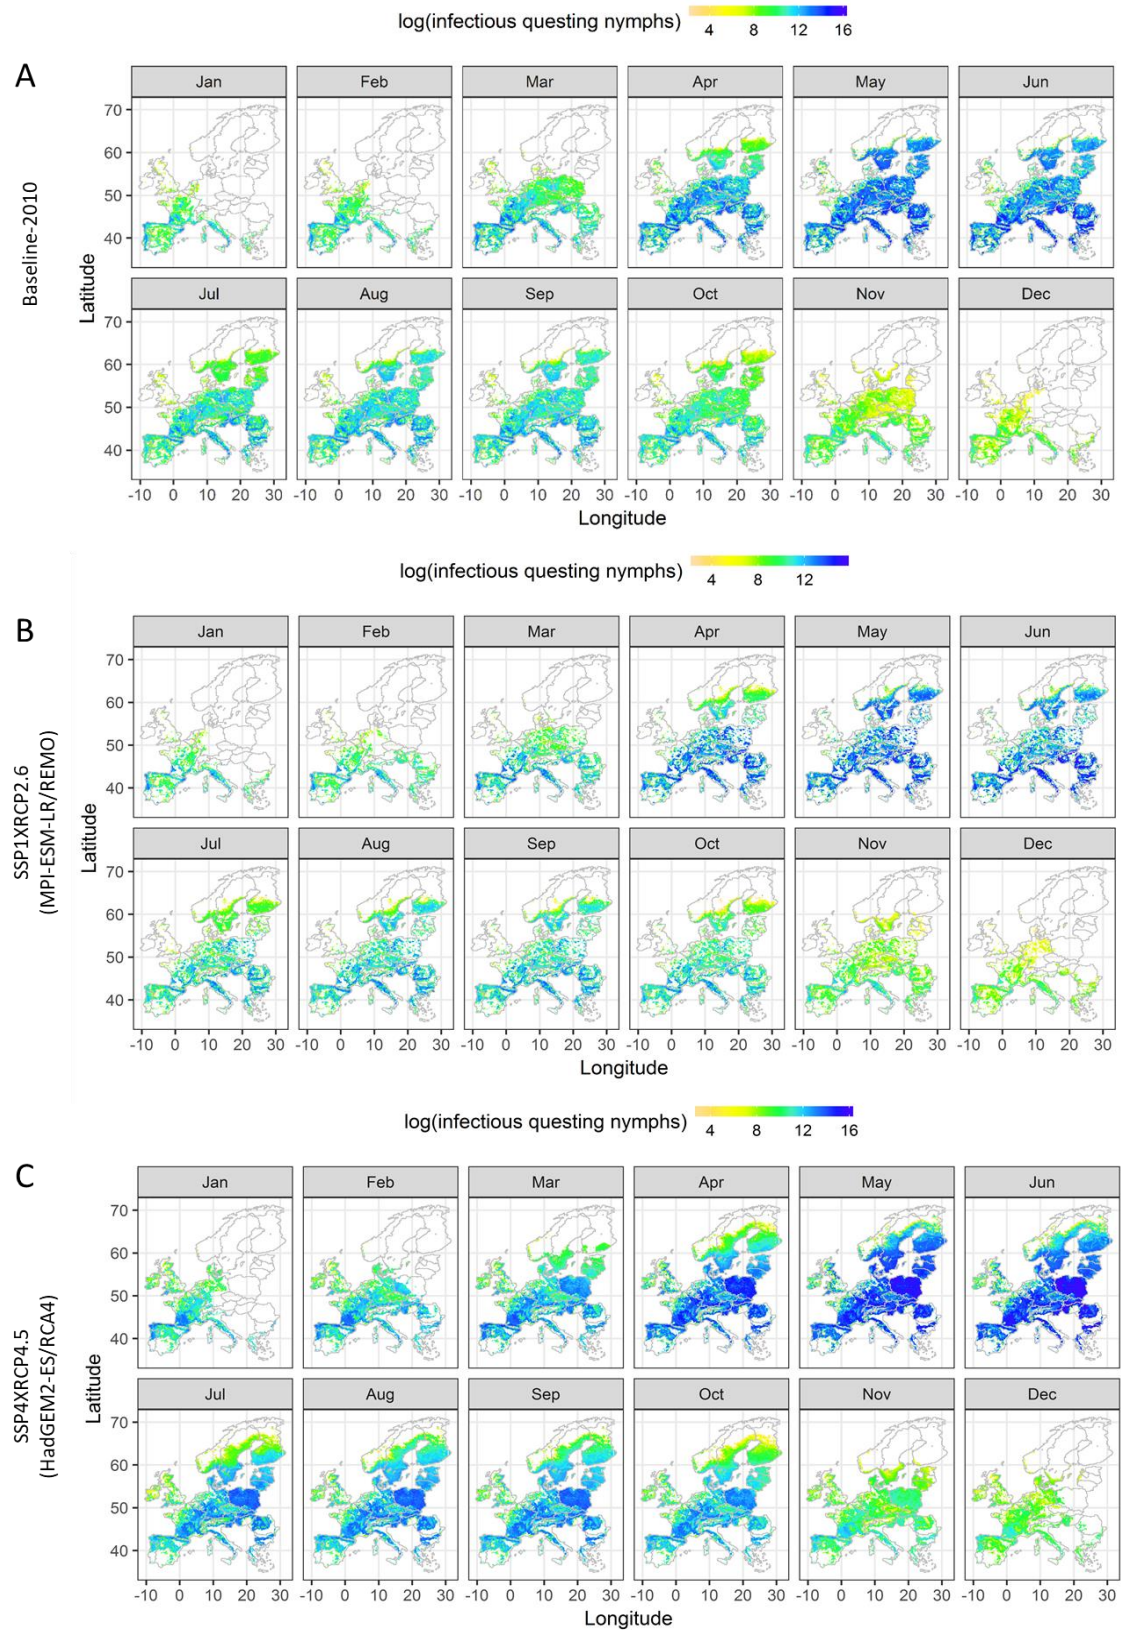 log(infectious questing nymphs)
4 8 12 16
A
Baseline-2010
Latitude
Jan Feb Mar Apr May Jun
70
60
50
40
Jul Aug Sep Oct Nov Dec
70
60
50
40
-10 0 10 20 30 -10 0 10 20 30 -10 0 10 20 30 -10 0 10 20 30 -10 0 10 20 30 -10 0 10 20 30
Longitude
log(infectious questing nymphs)
4 8 12
B
SSP1XRCP2.6
(MPI-ESM-LR/REMO)
Latitude
Jan Feb Mar Apr May Jun
70
60
50
40
Jul Aug Sep Oct Nov Dec
70
60
50
40
-10 0 10 20 30 -10 0 10 20 30 -10 0 10 20 30 -10 0 10 20 30 -10 0 10 20 30 -10 0 10 20 30
Longitude
log(infectious questing nymphs)
4 8 12 16
C
SSP4XRCP4.5
(HadGEM2-ES/RCA4)
Latitude
Jan Feb Mar Apr May Jun
70
60
50
40
Jul Aug Sep Oct Nov Dec
70
60
50
40
-10 0 10 20 30 -10 0 10 20 30 -10 0 10 20 30 -10 0 10 20 30 -10 0 10 20 30 -10 0 10 20 30
Longitude